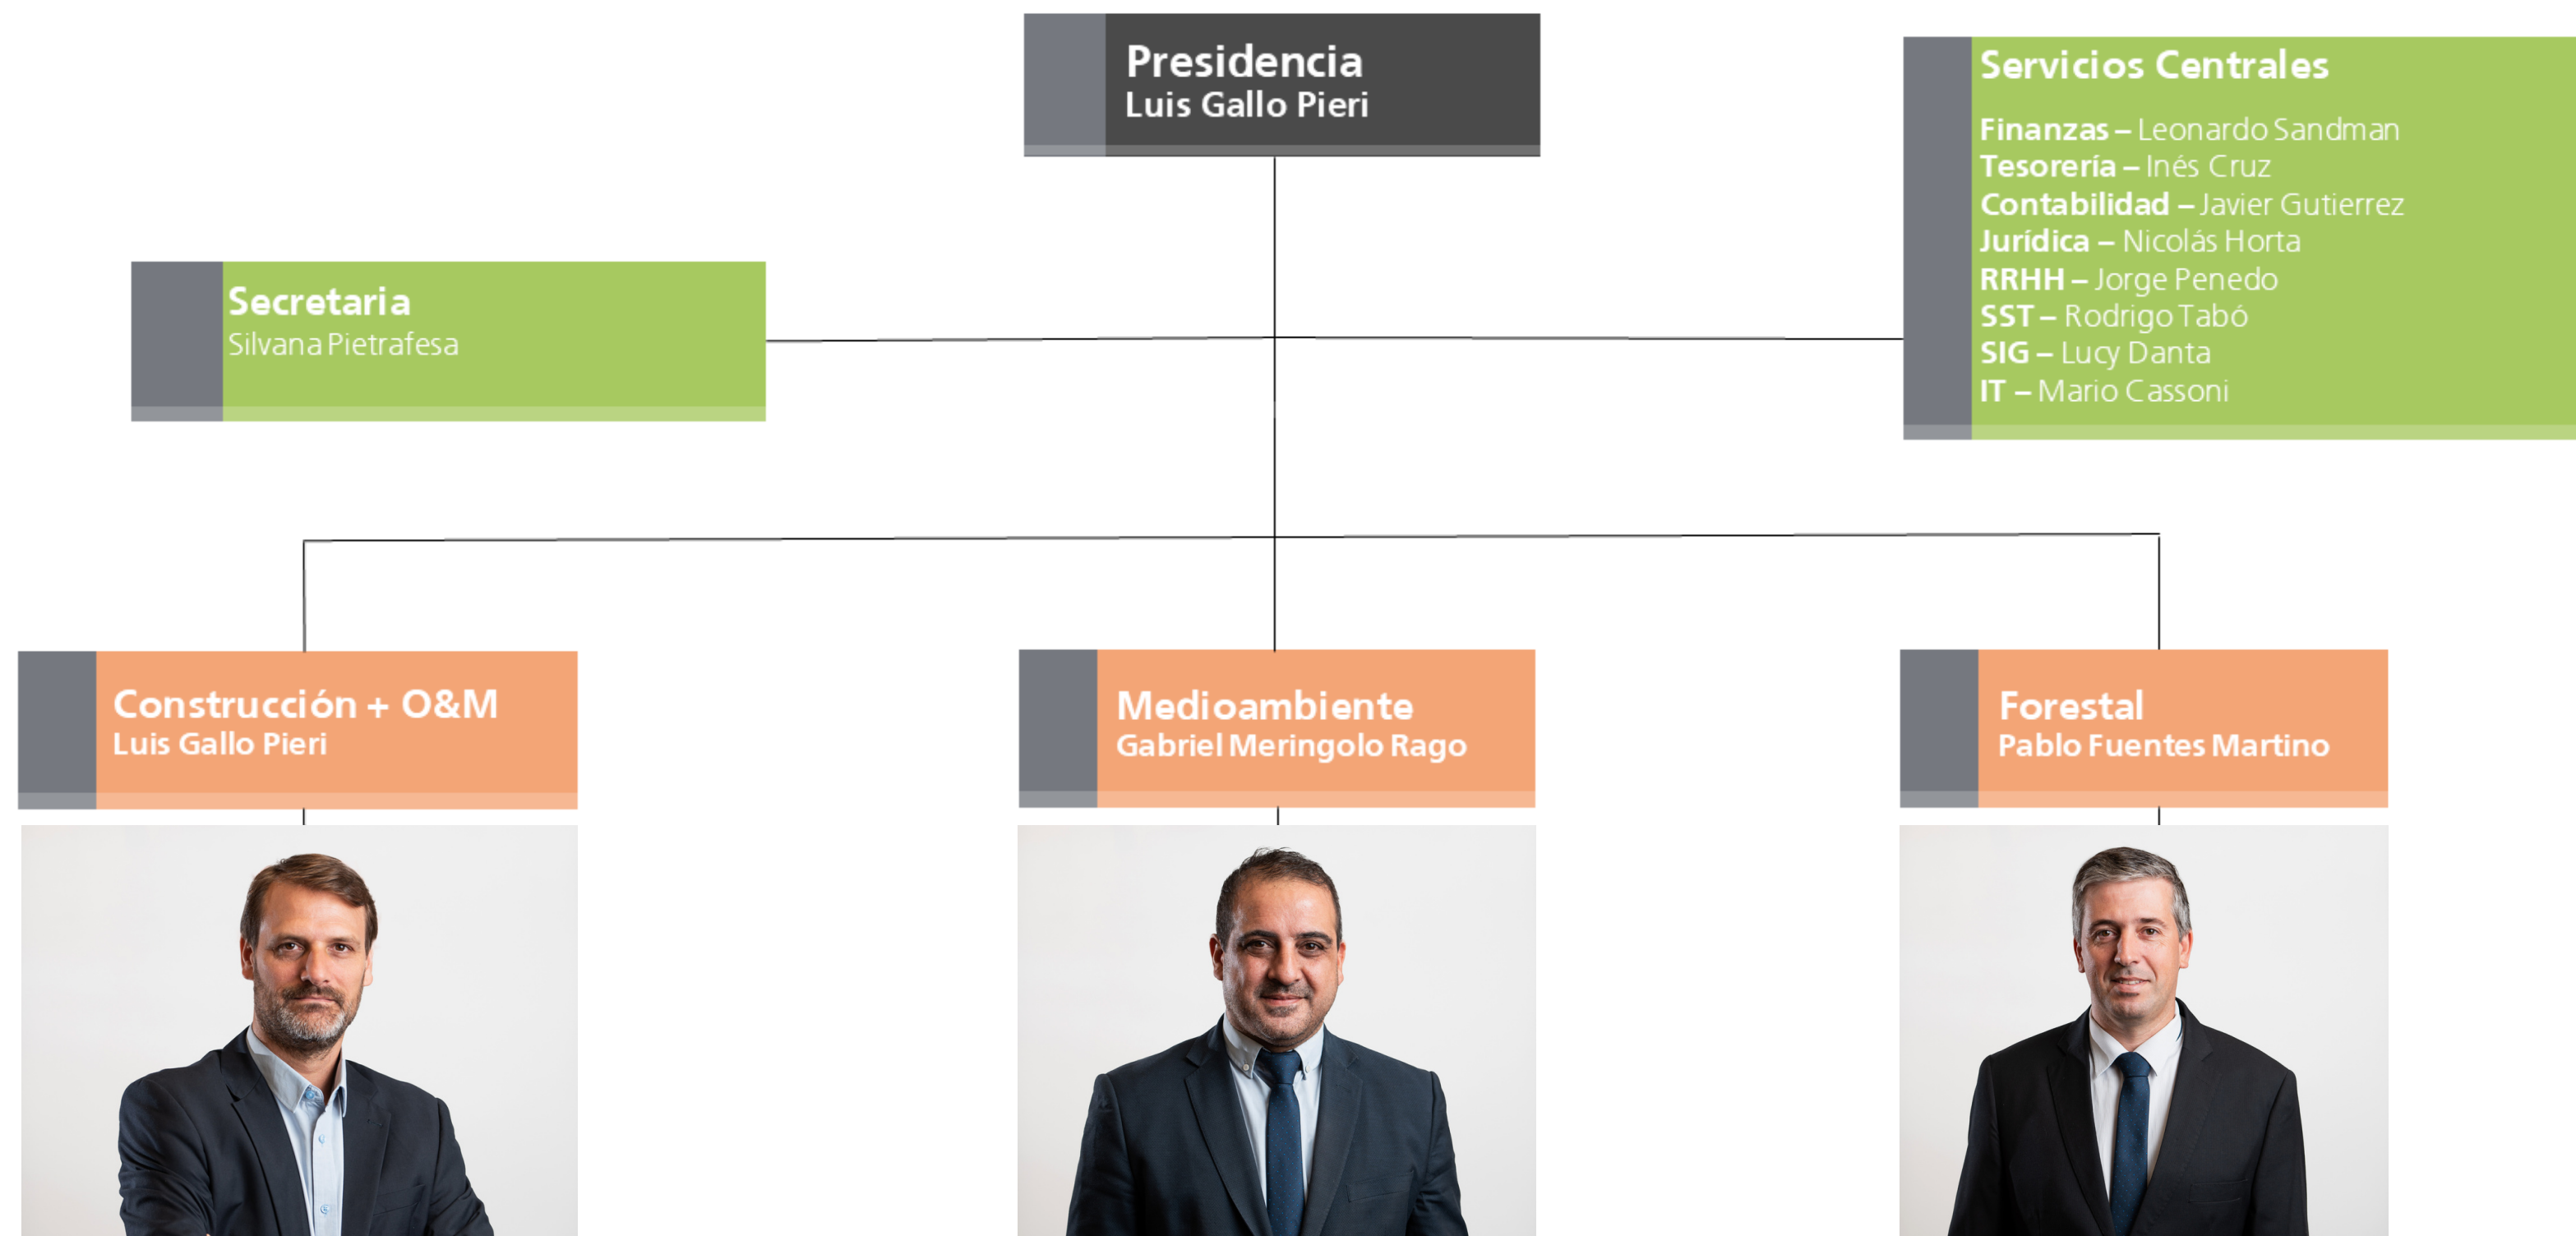 Presidencia
Luis Gallo Pieri
Servicios Centrales
Finanzas – Leonardo Sandman
Tesorería – Inés Cruz
Contabilidad – Javier Gutierrez
Jurídica – Nicolás Horta
RRHH – Jorge Penedo
SST – Rodrigo Tabó
SIG – Lucy Danta
IT – Mario Cassoni
Secretaria
Silvana Pietrafesa
Construcción + O&M
Luis Gallo Pieri
Medioambiente
Gabriel Meringolo Rago
Forestal
Pablo Fuentes Martino